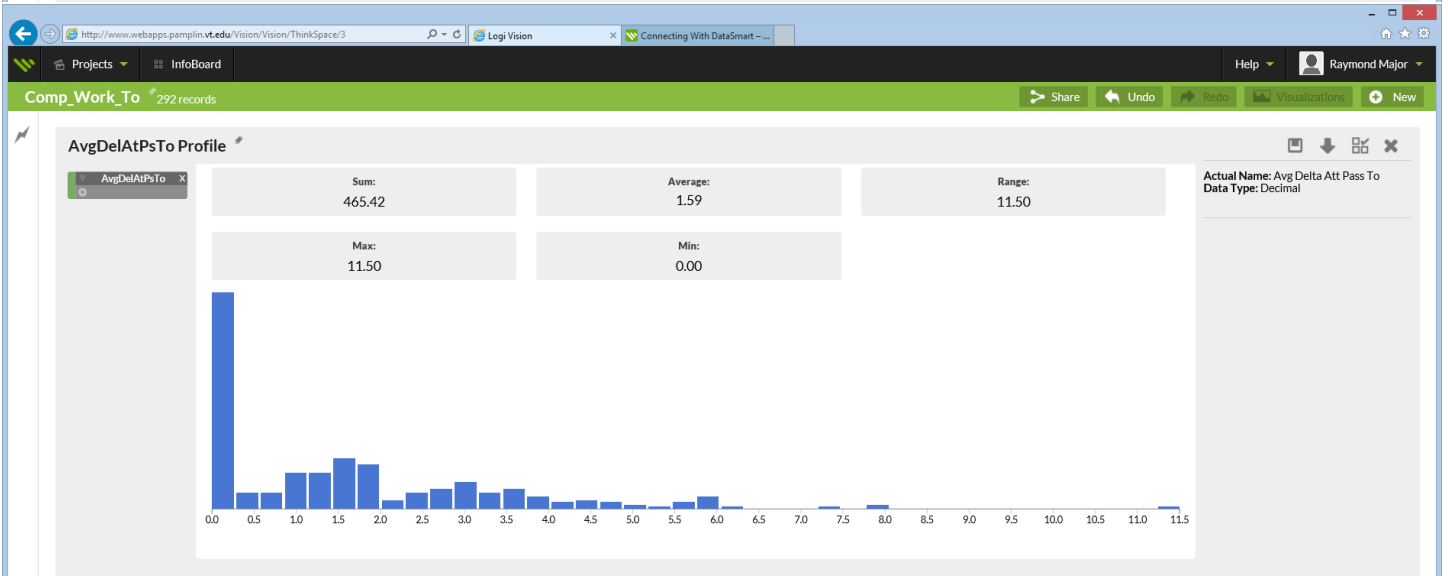 http://www.webapps.pamplin.vt.edu/Vision/Vision/ThinkSpace/3
Logi Vision
Connecting With DataSmart – ...
Projects
InfoBoard
Help
Raymond Major
Comp_Work_To 292 records
Share
Undo
Redo
Visualizations
New
AvgDelAtPsTo Profile
AvgDelAtPsTo X
Sum:
465.42
Average:
1.59
Range:
11.50
Max:
11.50
Min:
0.00
Actual Name: Avg Delta Att Pass To
Data Type: Decimal
0.0 0.5 1.0 1.5 2.0 2.5 3.0 3.5 4.0 4.5 5.0 5.5 6.0 6.5 7.0 7.5 8.0 8.5 9.0 9.5 10.0 10.5 11.0 11.5